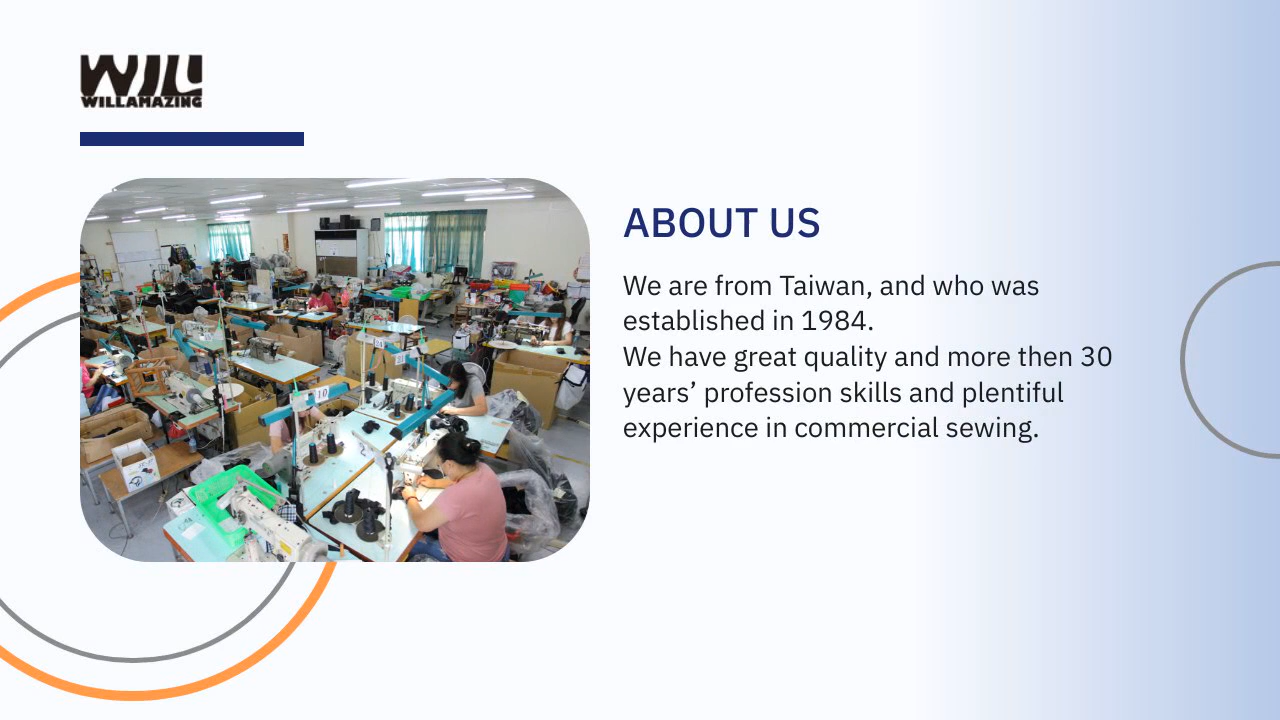 WILL
WILLAMAZING
ABOUT US
We are from Taiwan, and who was
established in 1984.
We have great quality and more then 30
years’ profession skills and plentiful
experience in commercial sewing.
10